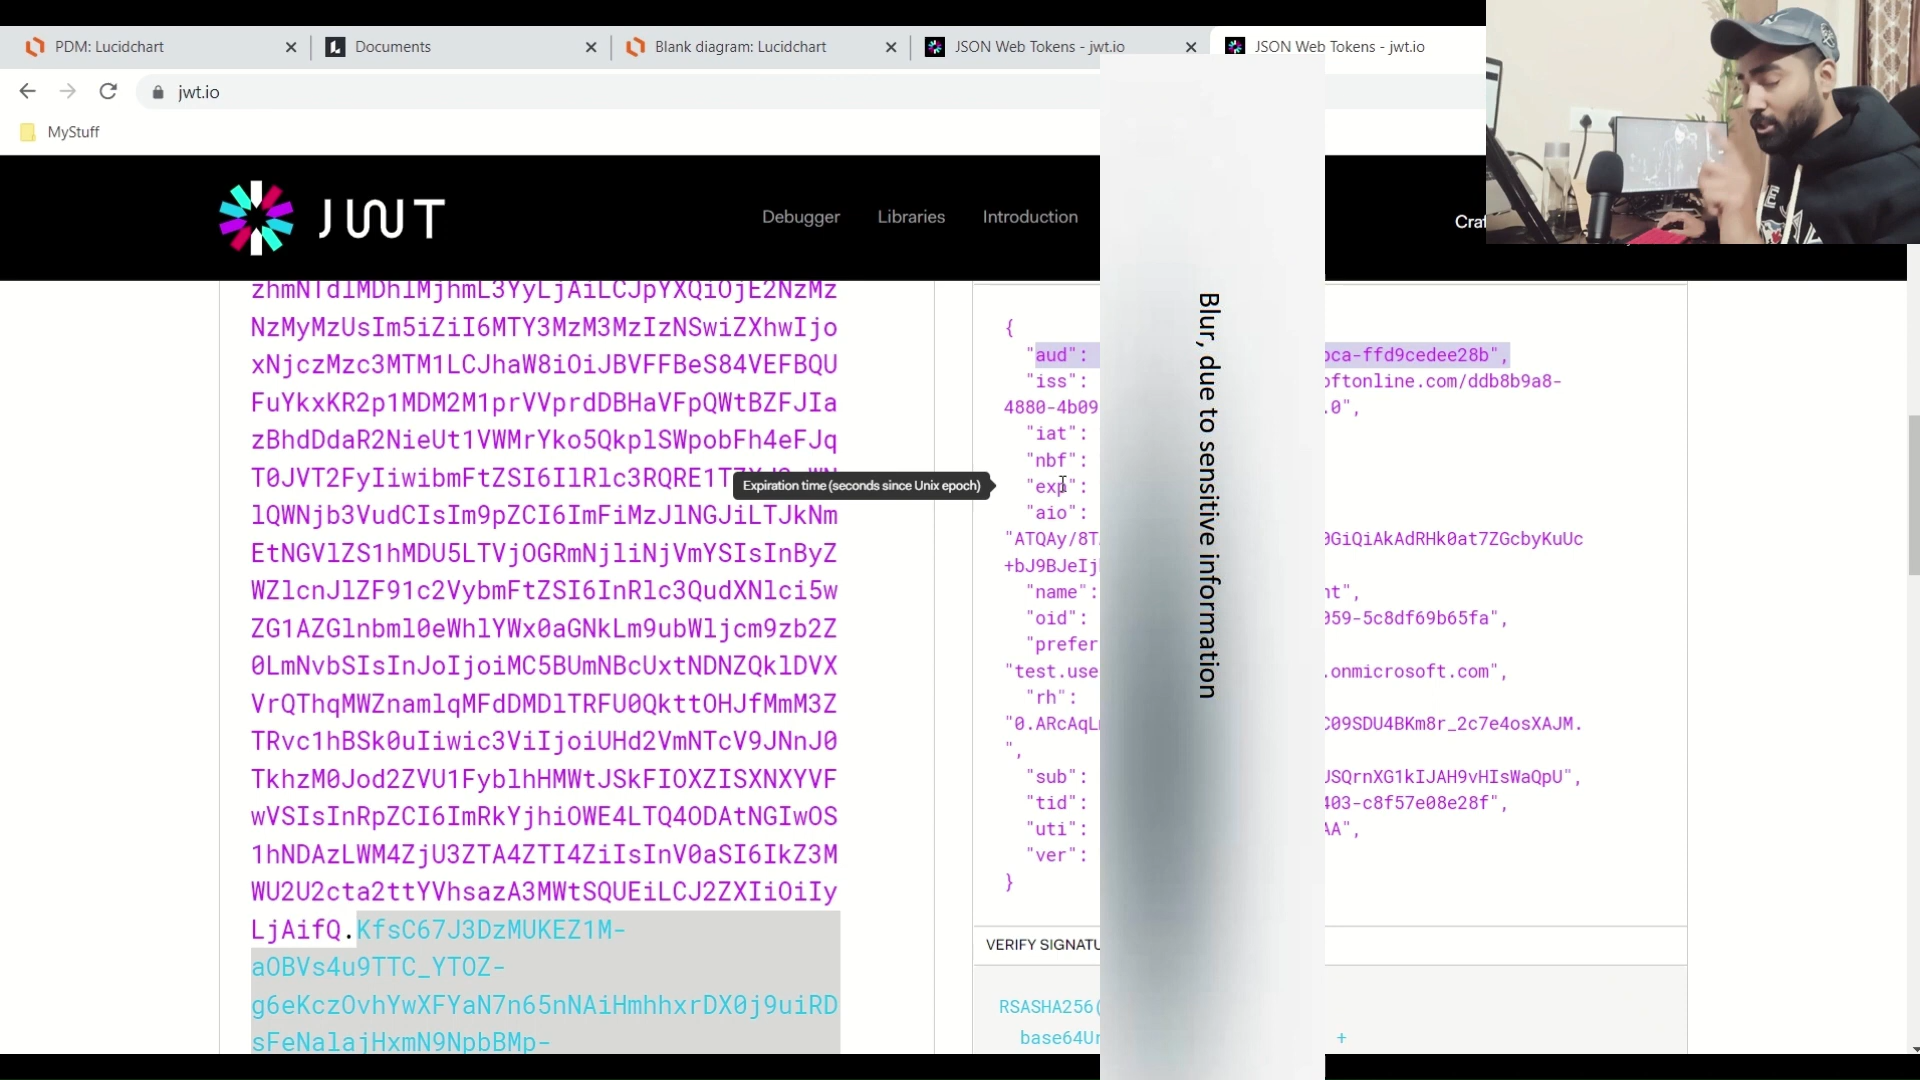 PDM: Lucidchart
Documents
Blank diagram: Lucidchart
JSON Web Tokens - jwt.io
JSON Web Tokens - jwt.io
jwt.io
MyStuff
JWT
Debugger
Libraries
Introduction
Craf
zhmNTdlMDhlMjhmL3YyLjAiLCJpYXQiOjE2NzMz
NzMyMzUsIm5iZiI6MTY3MzM3MzIzNSwiZXhwIjo
xNjczMzc3MTM1LCJhaW8iOiJBVFFBeS84VEFBQU
FuYkxKR2p1MDM2M1prVVprdDBHaVFpQWtBZFJIa
zBhdDdaR2NieUt1VWMrYko5QkplSWpobFh4eFJq
T0JVT2FyIiwibmFtZSI6IlRlc3RQRE1T
lQWNjb3VudCIsIm9pZCI6ImFiMzJlNGJiLTJkNm
EtNGVlZS1hMDU5LTVjOGRmNjliNjVmYSIsInByZ
WZlcnJlZF91c2VybmFtZSI6InRlc3QudXNlci5w
ZG1AZGlnbml0eWhlYWx0aGNkLm9ubWljcm9zb2Z
0LmNvbSIsInJoIjoiMC5BUmNBcUxtNDNZQklDVX
VrQThqMWZnamlqMFdDMDlTRFU0QkttOHJfMmM3Z
TRvc1hBSk0uIiwic3ViIjoiUHd2VmNTcV9JNnJ0
TkhzM0Jod2ZVU1FyblhHMWtJSkFIOXZISXNXYVF
wVSIsInRpZCI6ImRkYjhiOWE4LTQ4ODAtNGIwOS
1hNDAzLWM4ZjU3ZTA4ZTI4ZiIsInV0aSI6IkZ3M
WU2U2cta2ttYVhsazA3MWtSQUEiLCJ2ZXIiOiIy
LjAifQ.KfsC67J3DzMUKEZ1M-
aOBVs4u9TTC_YTOZ-
g6eKczOvhYwXFYaN7n65nNAiHmhhxrDX0j9uiRD
sFeNalajHxmN9NpbBMp-
Expiration time (seconds since Unix epoch)
{
"aud": oca-ffd9cedee28b",
"iss": oftonline.com/ddb8b9a8-
4880-4b09 .0",
"iat":
"nbf":
"exp":
"aio":
"ATQAy/8T 0GiQiAkAdRHk0at7ZGcbyKuUc
+bJ9BJeIj
"name": nt",
"oid": 059-5c8df69b65fa",
"prefer
"test.use .onmicrosoft.com",
"rh":
"0.ARcAqL C09SDU4BKm8r_2c7e4osXAJM.
",
"sub": USQrnXG1kIJAH9vHIsWaQpU",
"tid": 403-c8f57e08e28f",
"uti": AA",
"ver":
}
VERIFY SIGNATU
RSASHA256(
base64Ur +
Blur, due to sensitive information